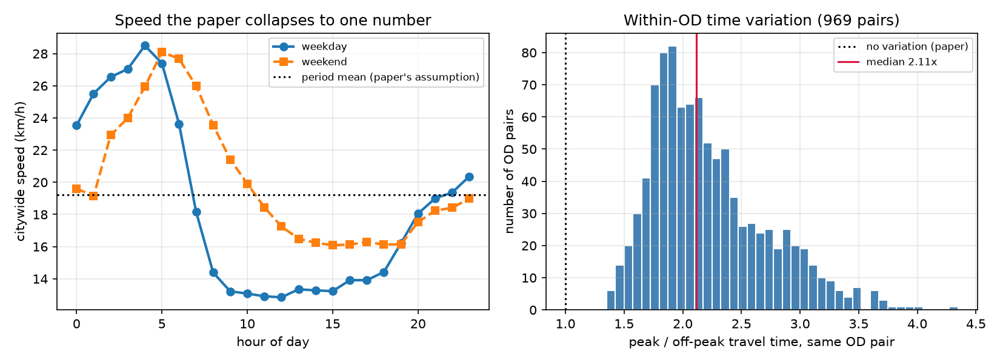 Speed the paper collapses to one number
weekday
weekend
period mean (paper's assumption)
citywide speed (km/h)
28
26
24
22
20
18
16
14
0
5
10
15
20
hour of day
Within-OD time variation (969 pairs)
no variation (paper)
median 2.11x
number of OD pairs
80
70
60
50
40
30
20
10
0
1.0
1.5
2.0
2.5
3.0
3.5
4.0
4.5
peak / off-peak travel time, same OD pair